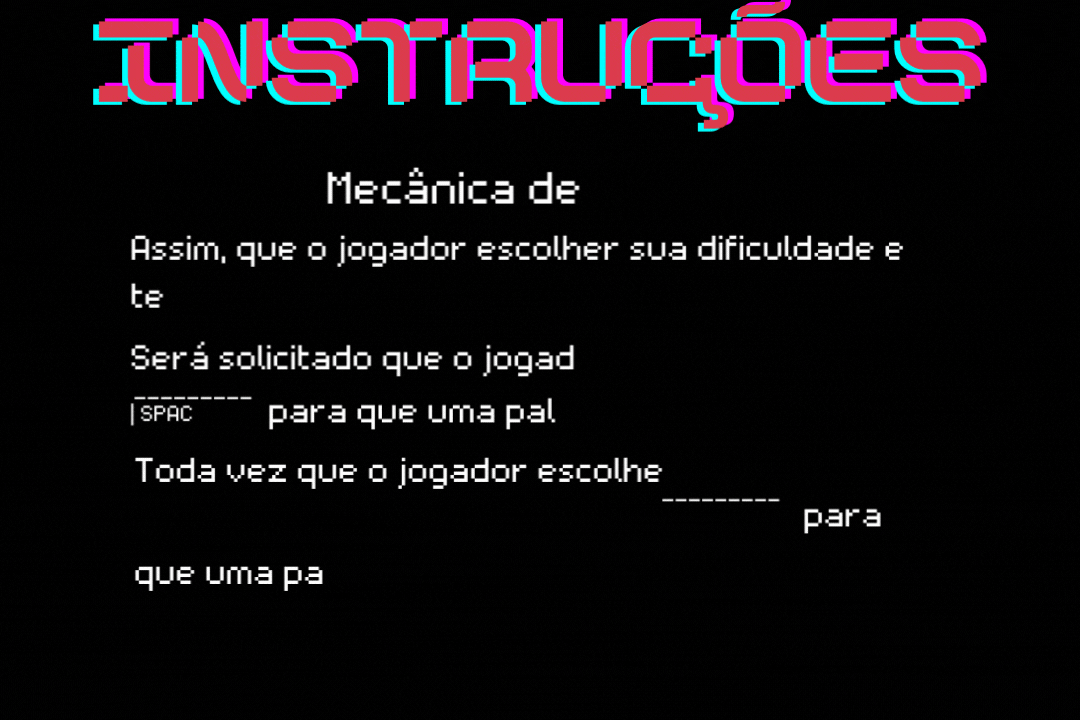 INSTRUÇÕES
Mecânica de
Assim, que o jogador escolher sua dificuldade e
te
Será solicitado que o jogad
---------
|SPAC para que uma pal
Toda vez que o jogador escolhe
--------- para
que uma pa